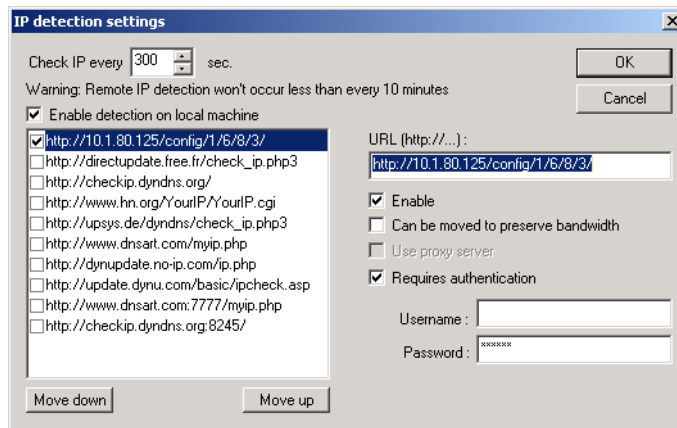 IP detection settings
Check IP every 300 sec.
Warning: Remote IP detection won't occur less than every 10 minutes
Enable detection on local machine
http://10.1.80.125/config/1/6/8/3/
http://directupdate.free.fr/check_ip.php3
http://checkip.dyndns.org/
http://www.hn.org/YourIP/YourIP.cgi
http://upsys.de/dyndns/check_ip.php3
http://www.dnsart.com/myip.php
http://dynupdate.no-ip.com/ip.php
http://update.dynu.com/basic/ipcheck.asp
http://www.dnsart.com:7777/myip.php
http://checkip.dyndns.org:8245/
Move down
Move up
OK
Cancel
URL (http://...) :
http://10.1.80.125/config/1/6/8/3/
Enable
Can be moved to preserve bandwidth
Use proxy server
Requires authentication
Username :
Password : xxxxxx